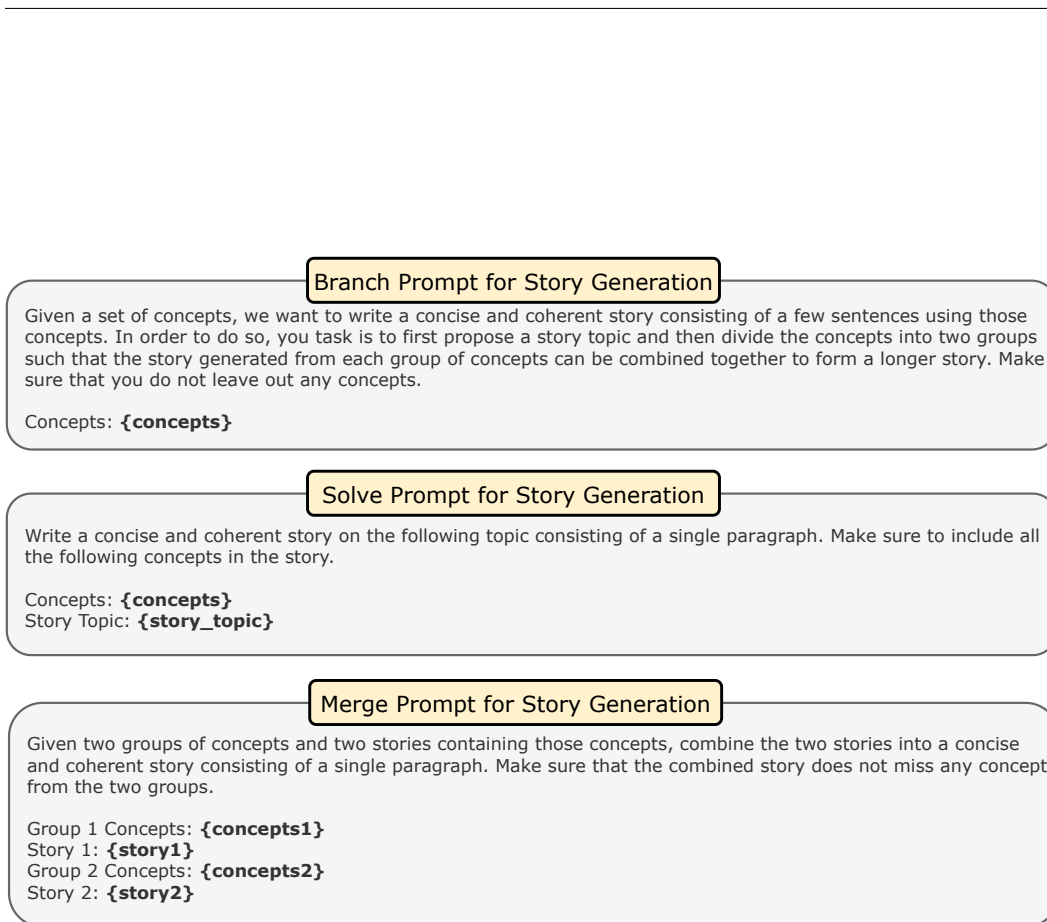 Branch Prompt for Story Generation
Given a set of concepts, we want to write a concise and coherent story consisting of a few sentences using those
concepts. In order to do so, you task is to first propose a story topic and then divide the concepts into two groups
such that the story generated from each group of concepts can be combined together to form a longer story. Make
sure that you do not leave out any concepts.
Concepts: {concepts}
Solve Prompt for Story Generation
Write a concise and coherent story on the following topic consisting of a single paragraph. Make sure to include all
the following concepts in the story.
Concepts: {concepts}
Story Topic: {story_topic}
Merge Prompt for Story Generation
Given two groups of concepts and two stories containing those concepts, combine the two stories into a concise
and coherent story consisting of a single paragraph. Make sure that the combined story does not miss any concept
from the two groups.
Group 1 Concepts: {concepts1}
Story 1: {story1}
Group 2 Concepts: {concepts2}
Story 2: {story2}